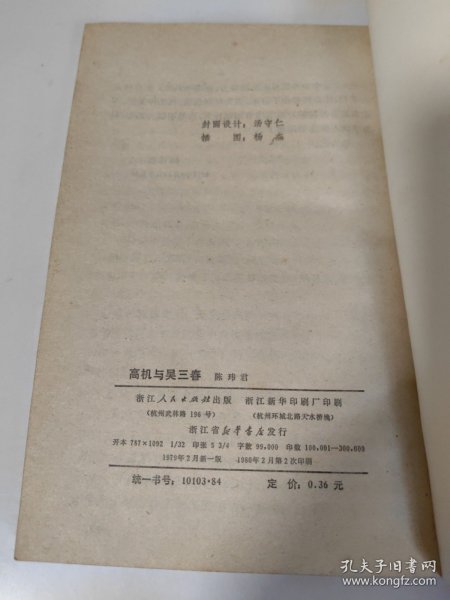 封面设计：汤守仁
插　图：杨
高机与吴三春　陈玮君
浙江人民出版社出版　浙江新华印刷厂印刷
（杭州武林路 196 号）　（杭州环城北路天水桥堍）
浙江省新华书店发行
开本 787×1092　1/32　印张 5 3/4　字数 99,000　印数 100,001—300,600
1979年2月新一版　1980年2月第2次印刷
统一书号：10103·84　定　价：0.36 元
孔夫子旧书网
www.kongfz.com